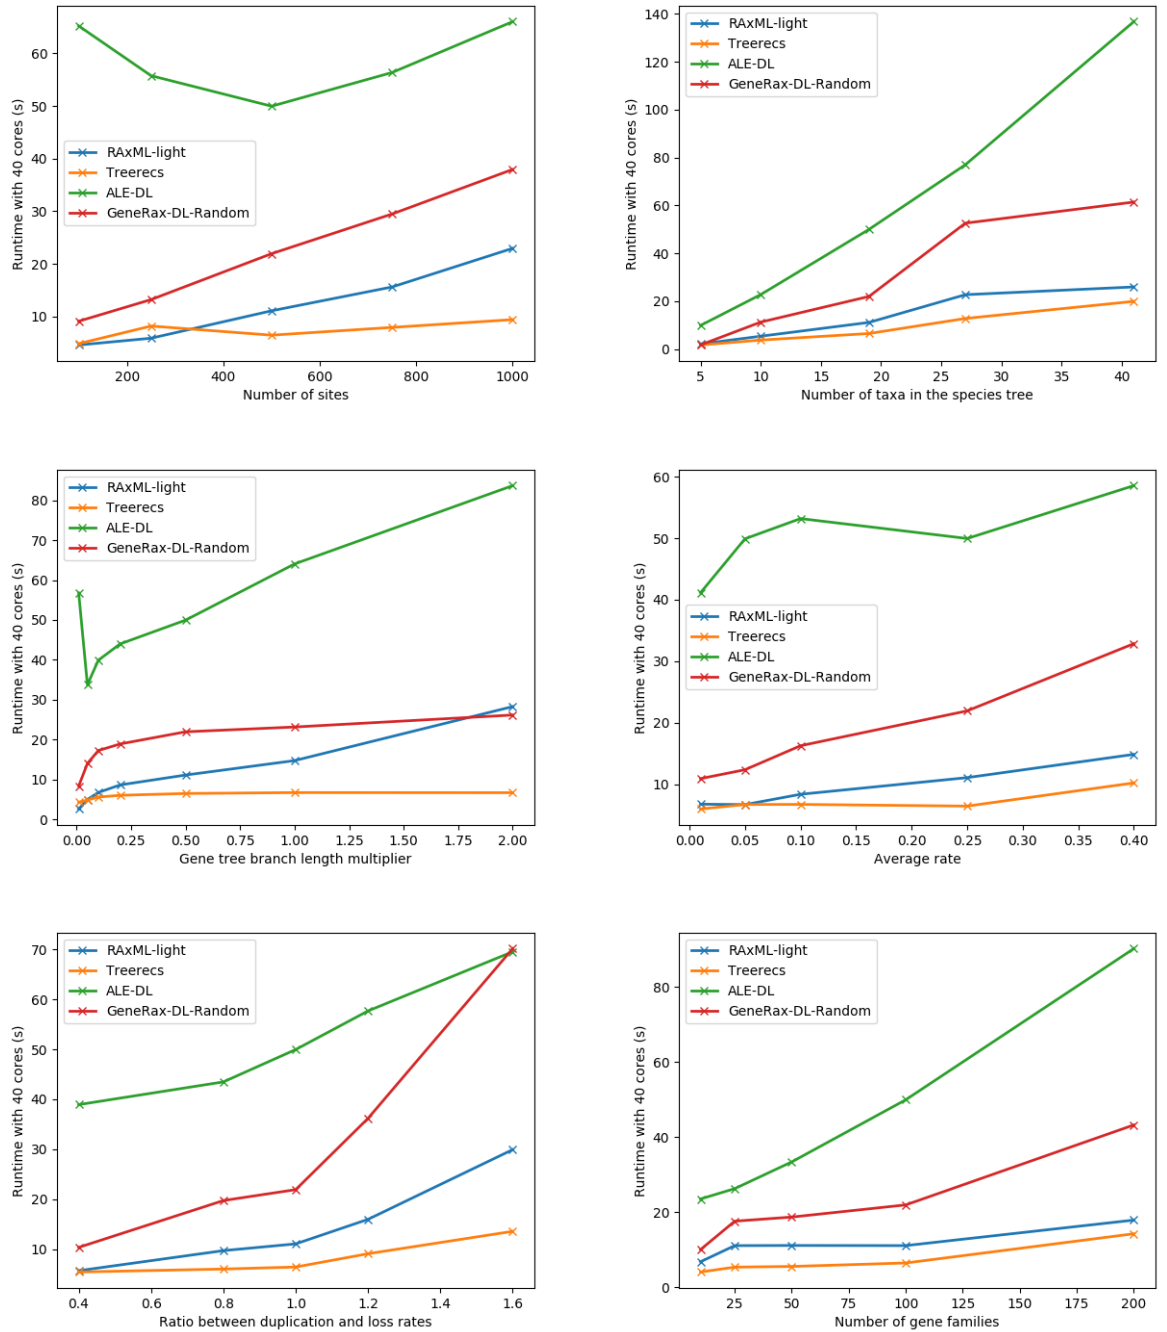 60
50
40
30
20
10
Runtime with 40 cores (s)
RAxML-light
Treerecs
ALE-DL
GeneRax-DL-Random
200
400
600
800
1000
Number of sites
140
120
100
80
60
40
20
0
Runtime with 40 cores (s)
RAxML-light
Treerecs
ALE-DL
GeneRax-DL-Random
5
10
15
20
25
30
35
40
Number of taxa in the species tree
80
70
60
50
40
30
20
10
0
Runtime with 40 cores (s)
RAxML-light
Treerecs
ALE-DL
GeneRax-DL-Random
0.00
0.25
0.50
0.75
1.00
1.25
1.50
1.75
2.00
Gene tree branch length multiplier
60
50
40
30
20
10
Runtime with 40 cores (s)
RAxML-light
Treerecs
ALE-DL
GeneRax-DL-Random
0.00
0.05
0.10
0.15
0.20
0.25
0.30
0.35
0.40
Average rate
70
60
50
40
30
20
10
Runtime with 40 cores (s)
RAxML-light
Treerecs
ALE-DL
GeneRax-DL-Random
0.4
0.6
0.8
1.0
1.2
1.4
1.6
Ratio between duplication and loss rates
80
60
40
20
0
Runtime with 40 cores (s)
RAxML-light
Treerecs
ALE-DL
GeneRax-DL-Random
25
50
75
100
125
150
175
200
Number of gene families